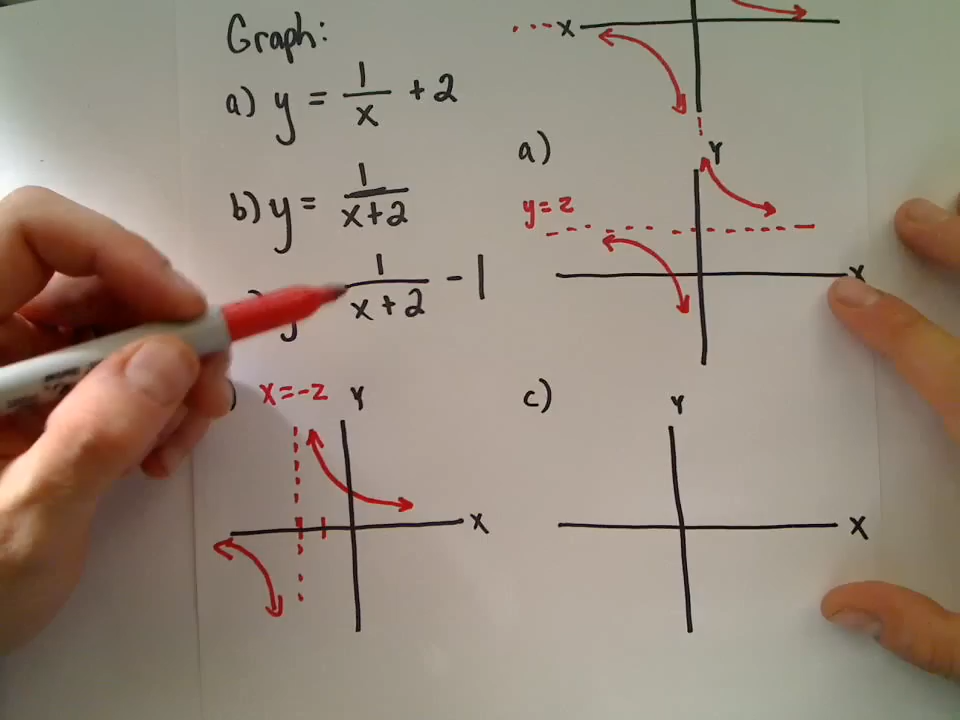 Graph:
a) y = 1/x + 2
b) y = 1/(x+2)
y 1/(x+2) - 1
X
a)
Y
y=2
X
) x=-2 Y
X
c)
Y
X